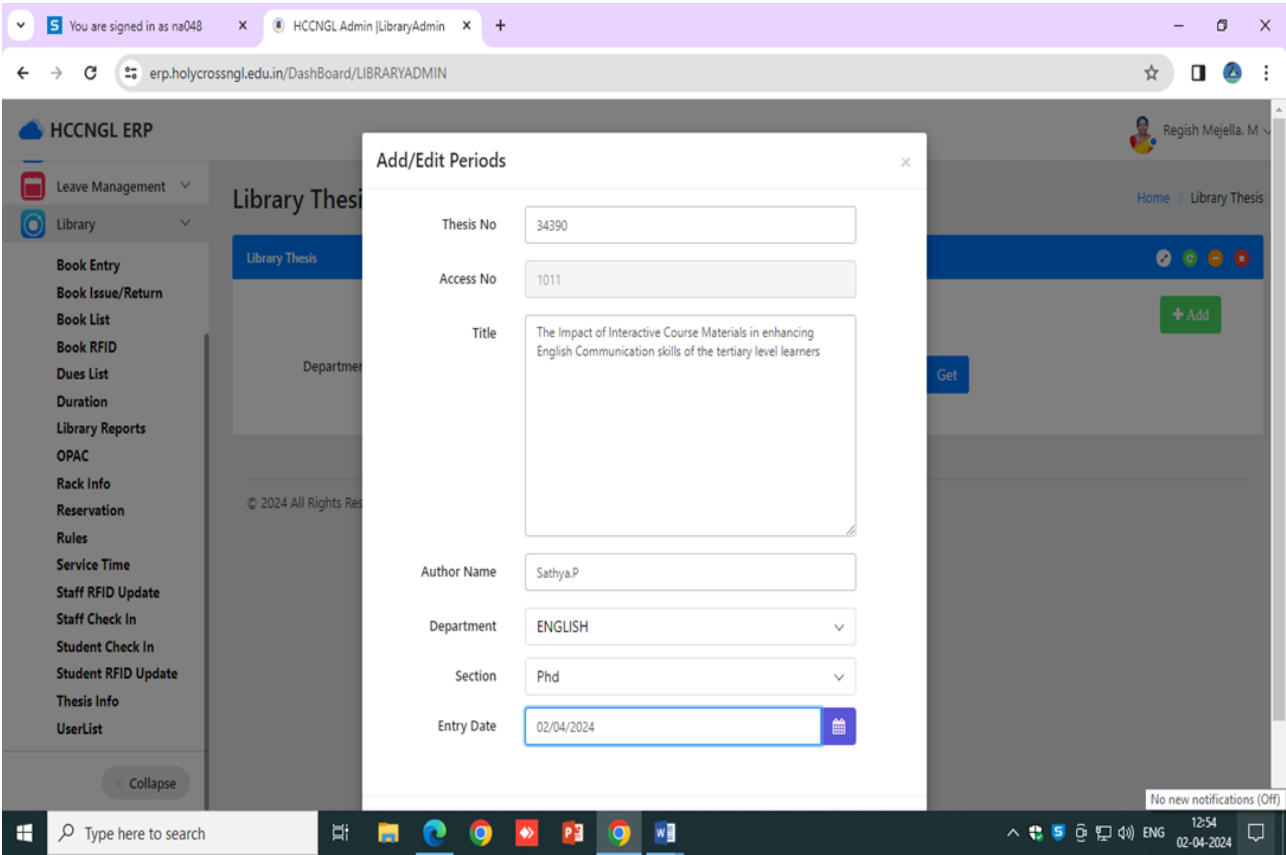 You are signed in as na048
HCCNGL Admin |LibraryAdmin
erp.holycrossngl.edu.in/DashBoard/LIBRARYADMIN
HCCNGL ERP
Regish Mejella. M
Leave Management
Library
Book Entry
Book Issue/Return
Book List
Book RFID
Dues List
Duration
Library Reports
OPAC
Rack Info
Reservation
Rules
Service Time
Staff RFID Update
Staff Check In
Student Check In
Student RFID Update
Thesis Info
UserList
Collapse
Library Thesi
Home / Library Thesis
Library Thesis
+ Add
Departmen
Get
© 2024 All Rights Res
Add/Edit Periods
×
Thesis No
34390
Access No
1011
Title
The Impact of Interactive Course Materials in enhancing
English Communication skills of the tertiary level learners
Author Name
Sathya.P
Department
ENGLISH
Section
Phd
Entry Date
02/04/2024
No new notifications (Off)
Type here to search
ENG
12:54
02-04-2024